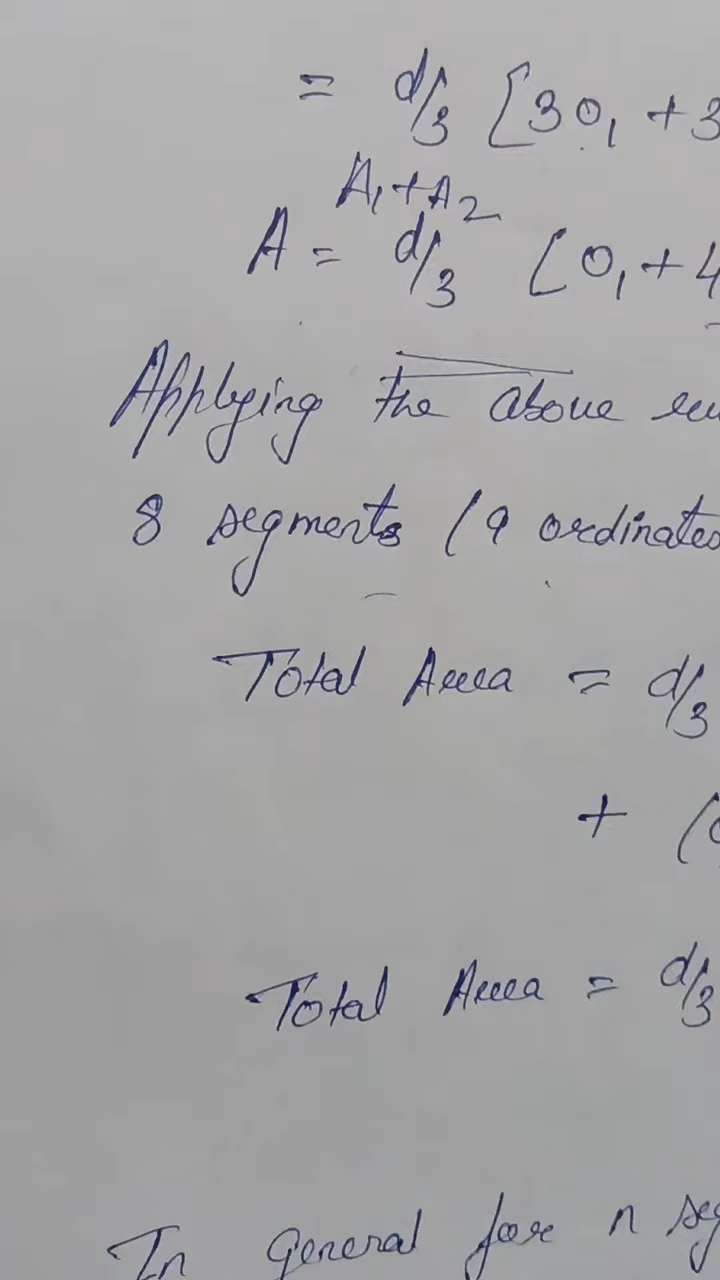 = d/3 [3O₁ + 3
A₁ + A₂
A = d/3 [O₁ + 4
Applying the above
8 segments (9 ordinates
Total Area = d/3
+ (
Total Area = d/3
In general for n seg